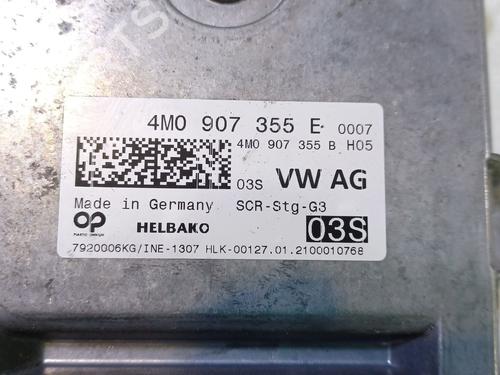 4M0 907 355 E 0007
4M0 907 355 B H05
03S VW AG
Made in Germany SCR-Stg-G3
OP HELBAKO 03S
7920006KG/INE-1307 HLK-00127.01.2100010768